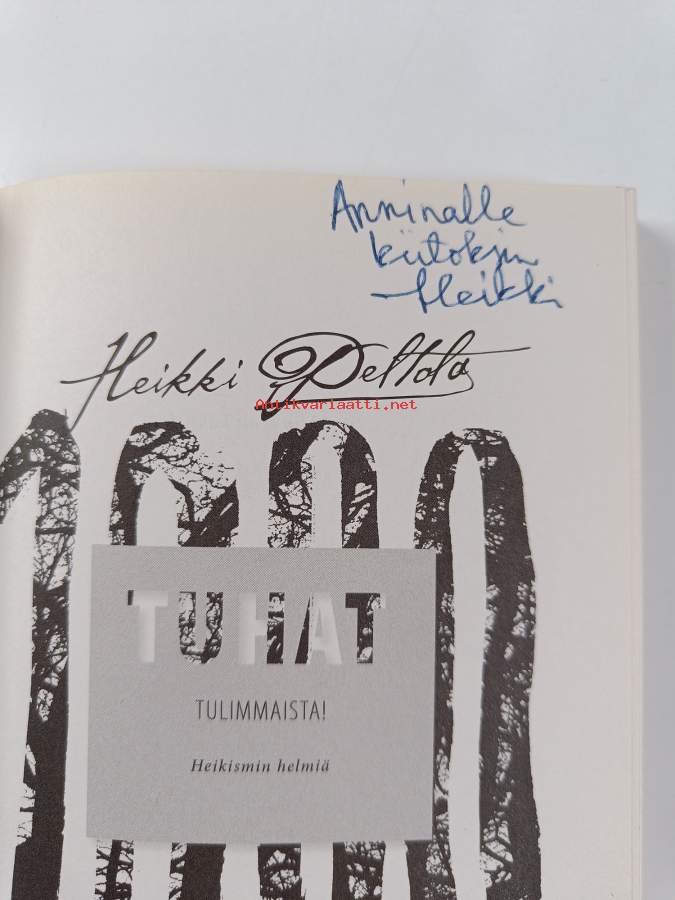 Anninalle
kiitoksin
-Heikki
Heikki Peltola
Antikvariaatti.net
1000
TUHAT
TULIMMAISTA!
Heikismin helmiä